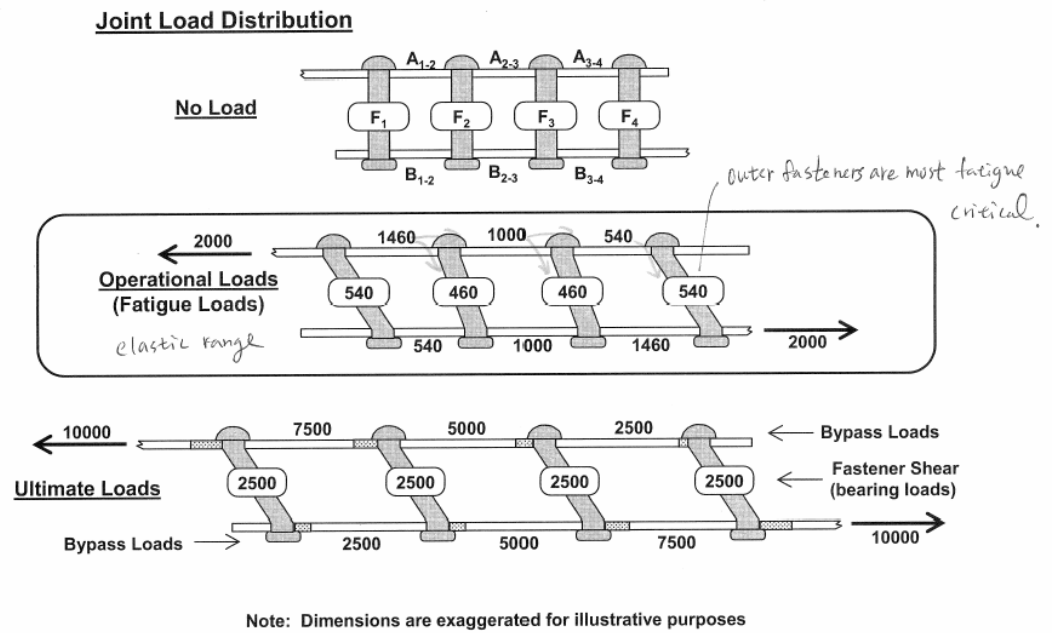 Joint Load Distribution
A1-2 A2-3 A3-4
No Load
F1 F2 F3 F4
B1-2 B2-3 B3-4
outer fasteners are most fatigue
critical.
2000 1460 1000 540
Operational Loads
(Fatigue Loads)
540 460 460 540
elastic range
540 1000 1460 2000
10000 7500 5000 2500 Bypass Loads
Ultimate Loads 2500 2500 2500 2500 Fastener Shear
(bearing loads)
Bypass Loads 2500 5000 7500 10000
Note: Dimensions are exaggerated for illustrative purposes